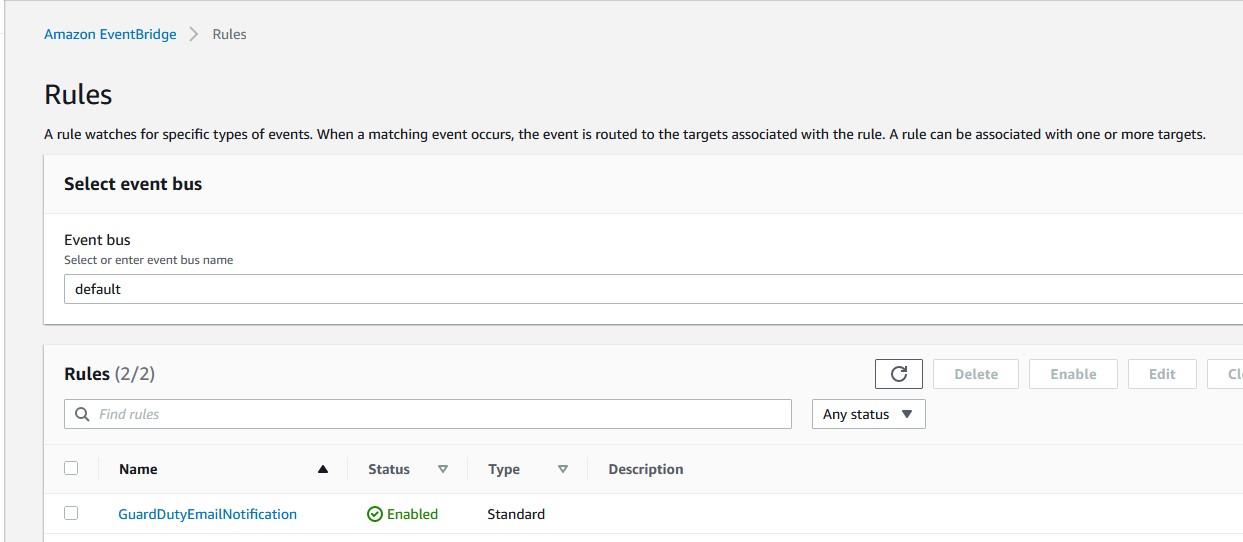 Amazon EventBridge > Rules
Rules
A rule watches for specific types of events. When a matching event occurs, the event is routed to the targets associated with the rule. A rule can be associated with one or more targets.
Select event bus
Event bus
Select or enter event bus name
default
Rules (2/2) Delete Enable Edit
Find rules Any status
Name Status Type Description
GuardDutyEmailNotification Enabled Standard